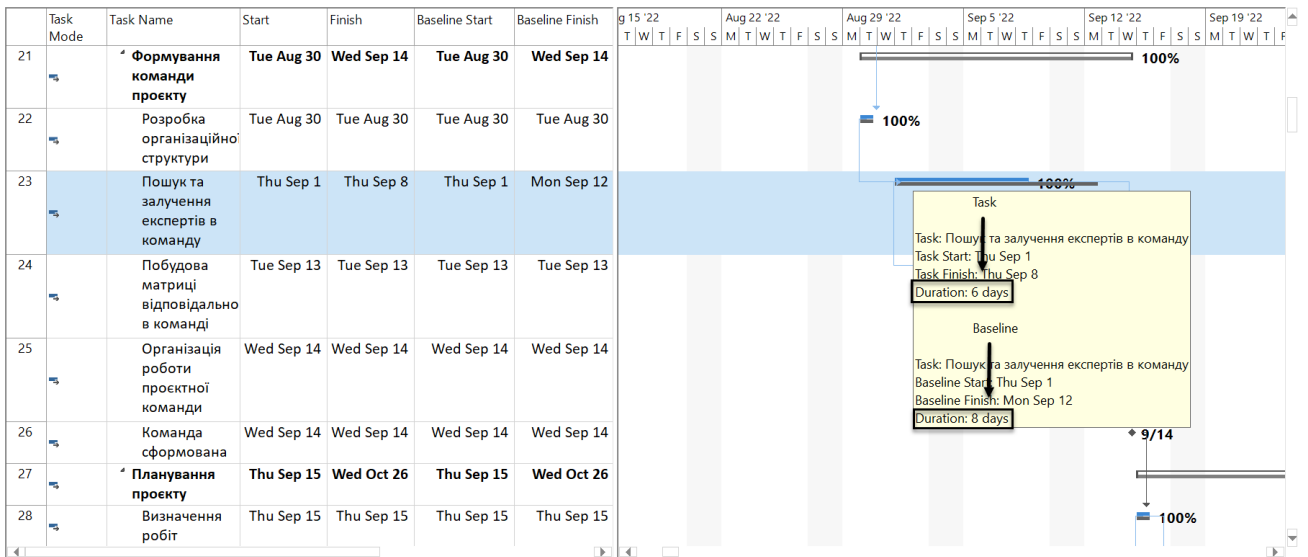 Task Mode Task Name Start Finish Baseline Start Baseline Finish
g 15 '22 Aug 22 '22 Aug 29 '22 Sep 5 '22 Sep 12 '22 Sep 19 '22
T W T F S S M T W T F S S M T W T F S S M T W T F S S M T W T F S S M T W T F
21 Формування команди проєкту Tue Aug 30 Wed Sep 14 Tue Aug 30 Wed Sep 14
100%
22 Розробка організаційної структури Tue Aug 30 Tue Aug 30 Tue Aug 30 Tue Aug 30
100%
23 Пошук та залучення експертів в команду Thu Sep 1 Thu Sep 8 Thu Sep 1 Mon Sep 12
100%
Task
Task: Пошук та залучення експертів в команду
Task Start: Thu Sep 1
Task Finish: Thu Sep 8
Duration: 6 days
Baseline
Task: Пошук та залучення експертів в команду
Baseline Start: Thu Sep 1
Baseline Finish: Mon Sep 12
Duration: 8 days
24 Побудова матриці відповідально в команді Tue Sep 13 Tue Sep 13 Tue Sep 13 Tue Sep 13
25 Організація роботи проєктної команди Wed Sep 14 Wed Sep 14 Wed Sep 14 Wed Sep 14
26 Команда сформована Wed Sep 14 Wed Sep 14 Wed Sep 14 Wed Sep 14
9/14
27 Планування проєкту Thu Sep 15 Wed Oct 26 Thu Sep 15 Wed Oct 26
28 Визначення робіт Thu Sep 15 Thu Sep 15 Thu Sep 15 Thu Sep 15
100%